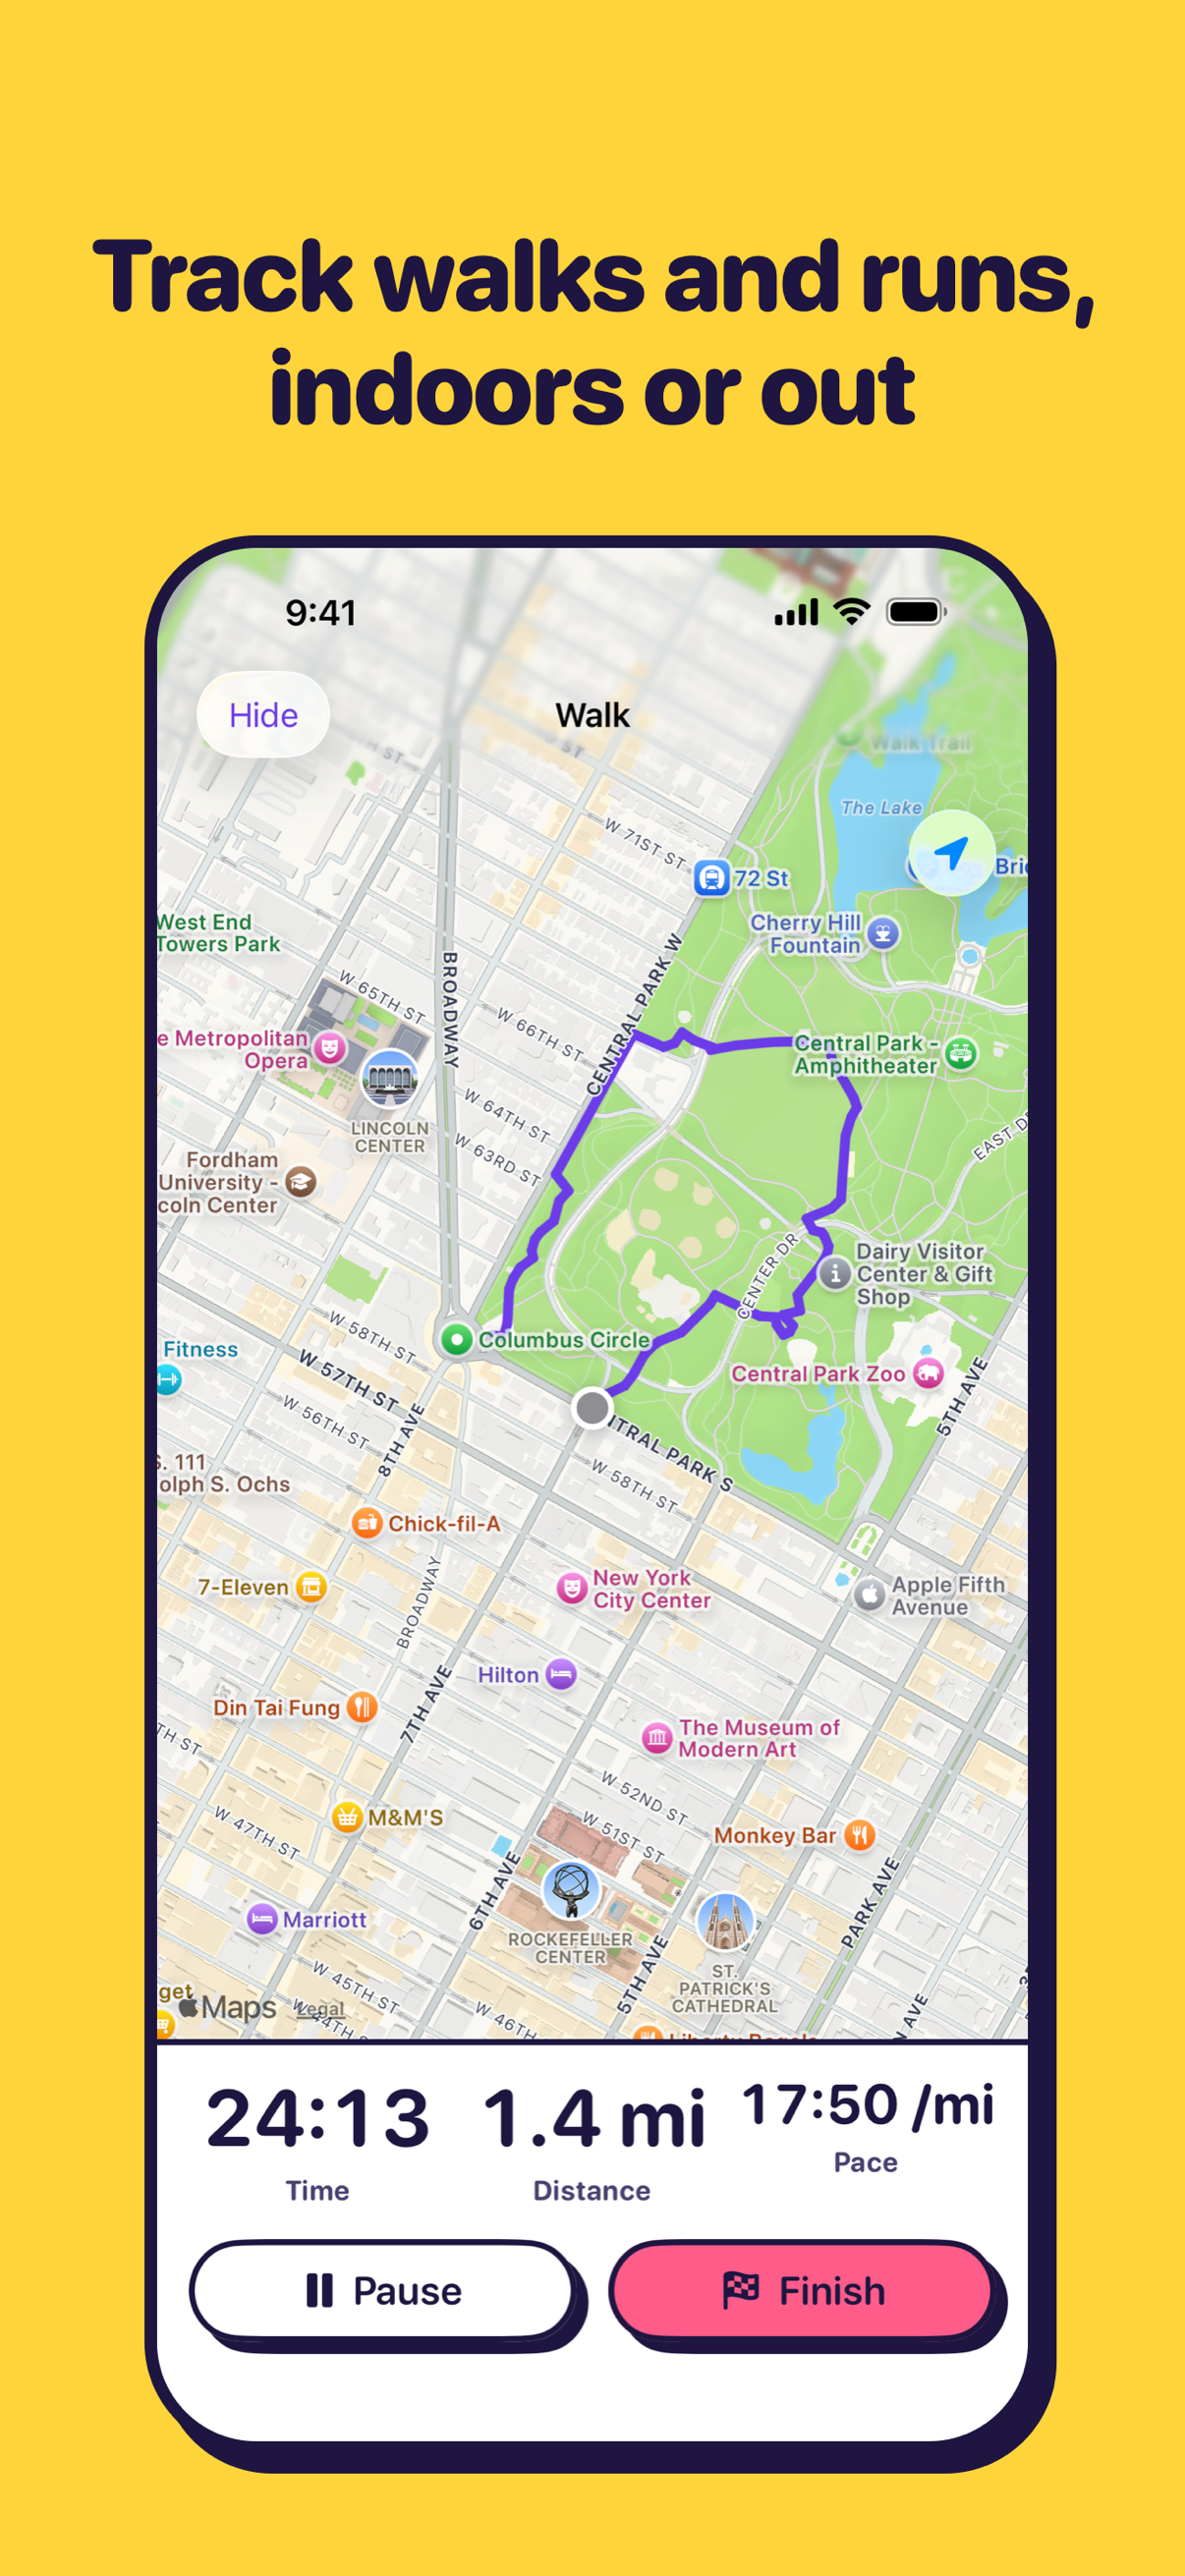 Track walks and runs,
indoors or out
9:41
Hide
Walk
Walk Trail
The Lake
W 71ST ST
72 St
Cherry Hill
Fountain
West End
Towers Park
BROADWAY
CENTRAL PARK W
W 65TH ST
W 66TH ST
e Metropolitan
Opera
Central Park -
Amphitheater
LINCOLN
CENTER
W 64TH ST
W 63RD ST
EAST D
Fordham
University -
coln Center
CENTER DR
Dairy Visitor
Center & Gift
Shop
W 58TH ST
Columbus Circle
Fitness
W 57TH ST
Central Park Zoo
5TH AVE
W 56TH ST
8TH AVE
NTRAL PARK S
W 58TH ST
S. 111
olph S. Ochs
Chick-fil-A
7-Eleven
BROADWAY
New York
City Center
Apple Fifth
Avenue
Hilton
7TH AVE
Din Tai Fung
TH ST
The Museum of
Modern Art
W 52ND ST
W 51ST ST
M&M'S
W 47TH ST
Monkey Bar
6TH AVE
PARK AVE
Marriott
ROCKEFELLER
CENTER
5TH AVE
ST.
PATRICK'S
CATHEDRAL
W 45TH ST
get
Maps
Legal
W 44TH
W 46TH
N AVE
24:13
1.4 mi
17:50 /mi
Time
Distance
Pace
Pause
Finish